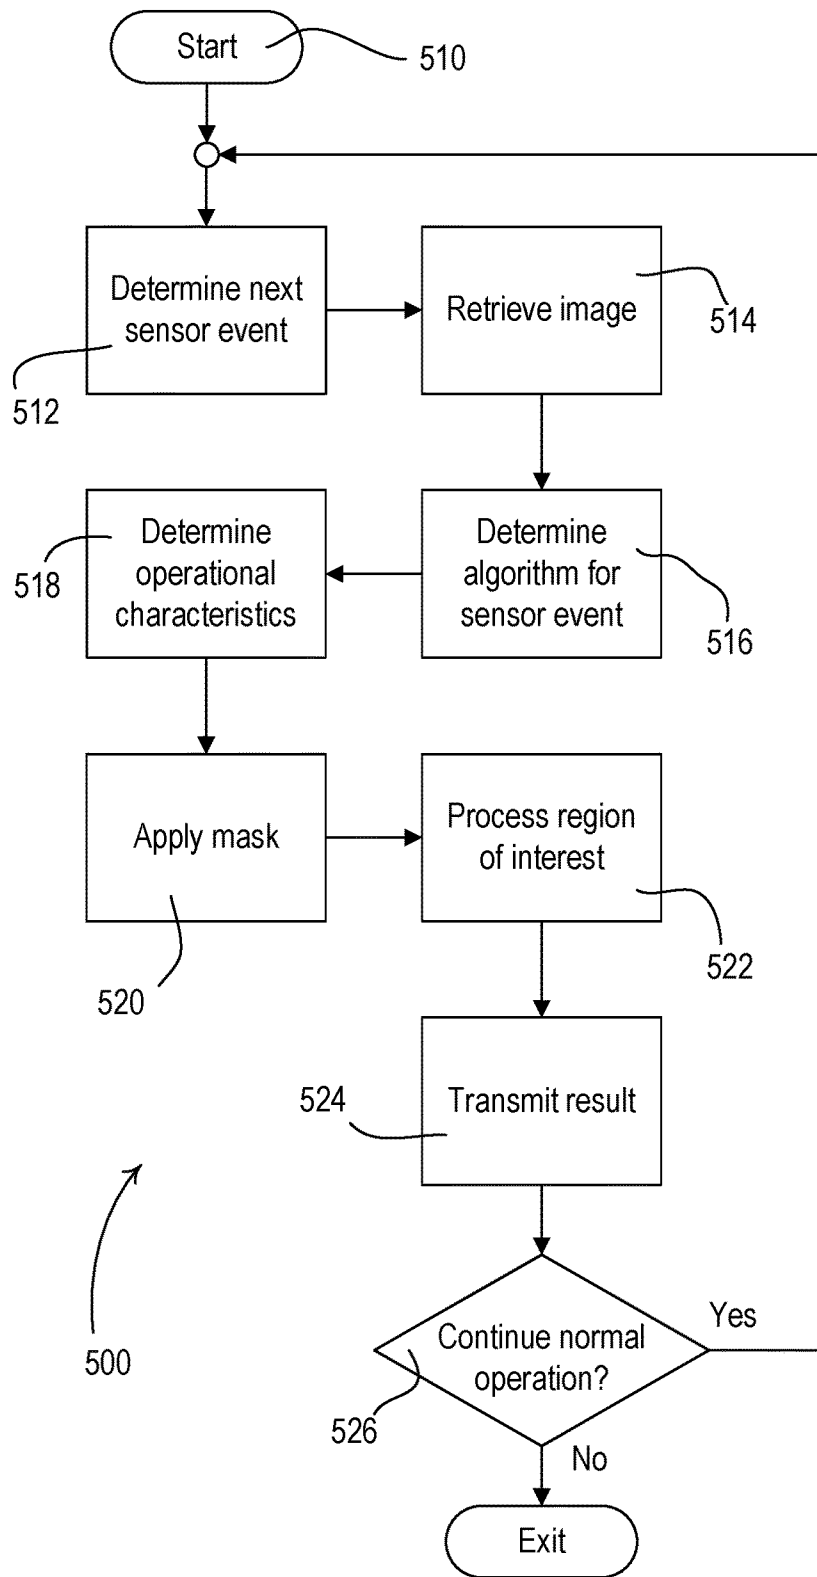 Start
510
Determine next
sensor event
512
Retrieve image
514
Determine
algorithm for
sensor event
516
Determine
operational
characteristics
518
Apply mask
520
Process region
of interest
522
Transmit result
524
Continue normal
operation?
526
Yes
No
Exit
500